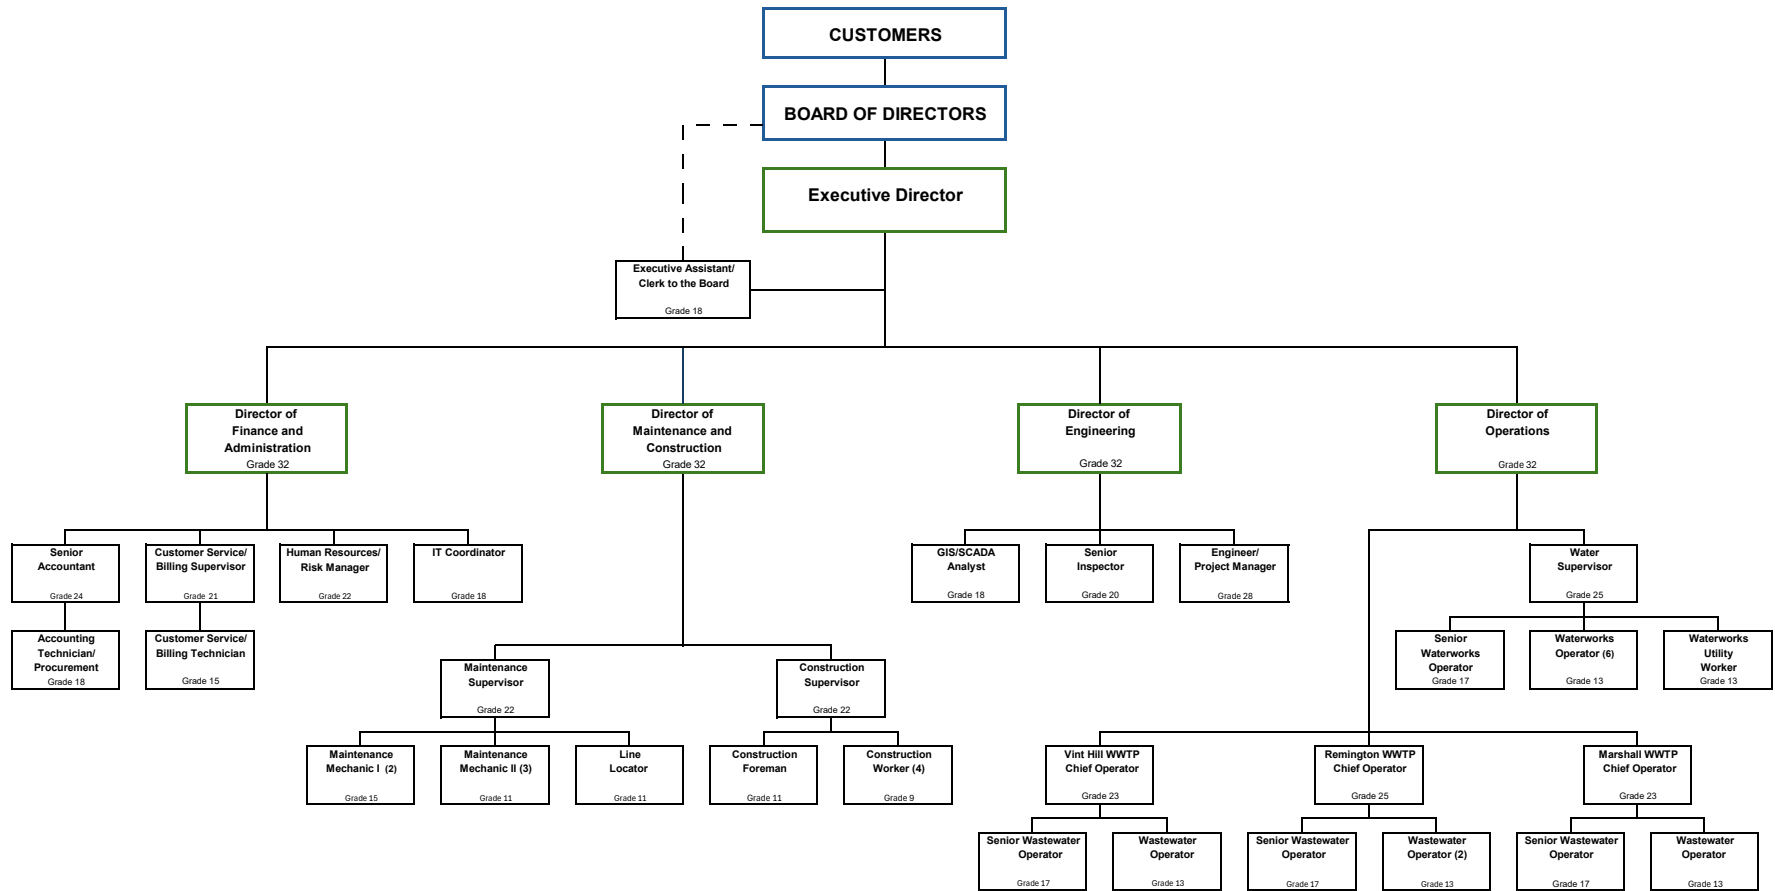 CUSTOMERS
BOARD OF DIRECTORS
Executive Director
Executive Assistant/
Clerk to the Board
Grade 18
Director of
Finance and
Administration
Grade 32
Director of
Maintenance and
Construction
Grade 32
Director of
Engineering
Grade 32
Director of
Operations
Grade 32
Senior
Accountant
Grade 24
Customer Service/
Billing Supervisor
Grade 21
Human Resources/
Risk Manager
Grade 22
IT Coordinator
Grade 18
GIS/SCADA
Analyst
Grade 18
Senior
Inspector
Grade 20
Engineer/
Project Manager
Grade 28
Water
Supervisor
Grade 25
Accounting
Technician/
Procurement
Grade 18
Customer Service/
Billing Technician
Grade 15
Senior
Waterworks
Operator
Grade 17
Waterworks
Operator (6)
Grade 13
Waterworks
Utility
Worker
Grade 13
Maintenance
Supervisor
Grade 22
Construction
Supervisor
Grade 22
Maintenance
Mechanic I (2)
Grade 15
Maintenance
Mechanic II (3)
Grade 11
Line
Locator
Grade 11
Construction
Foreman
Grade 11
Construction
Worker (4)
Grade 9
Vint Hill WWTP
Chief Operator
Grade 23
Remington WWTP
Chief Operator
Grade 25
Marshall WWTP
Chief Operator
Grade 23
Senior Wastewater
Operator
Grade 17
Wastewater
Operator
Grade 13
Senior Wastewater
Operator
Grade 17
Wastewater
Operator (2)
Grade 13
Senior Wastewater
Operator
Grade 17
Wastewater
Operator
Grade 13